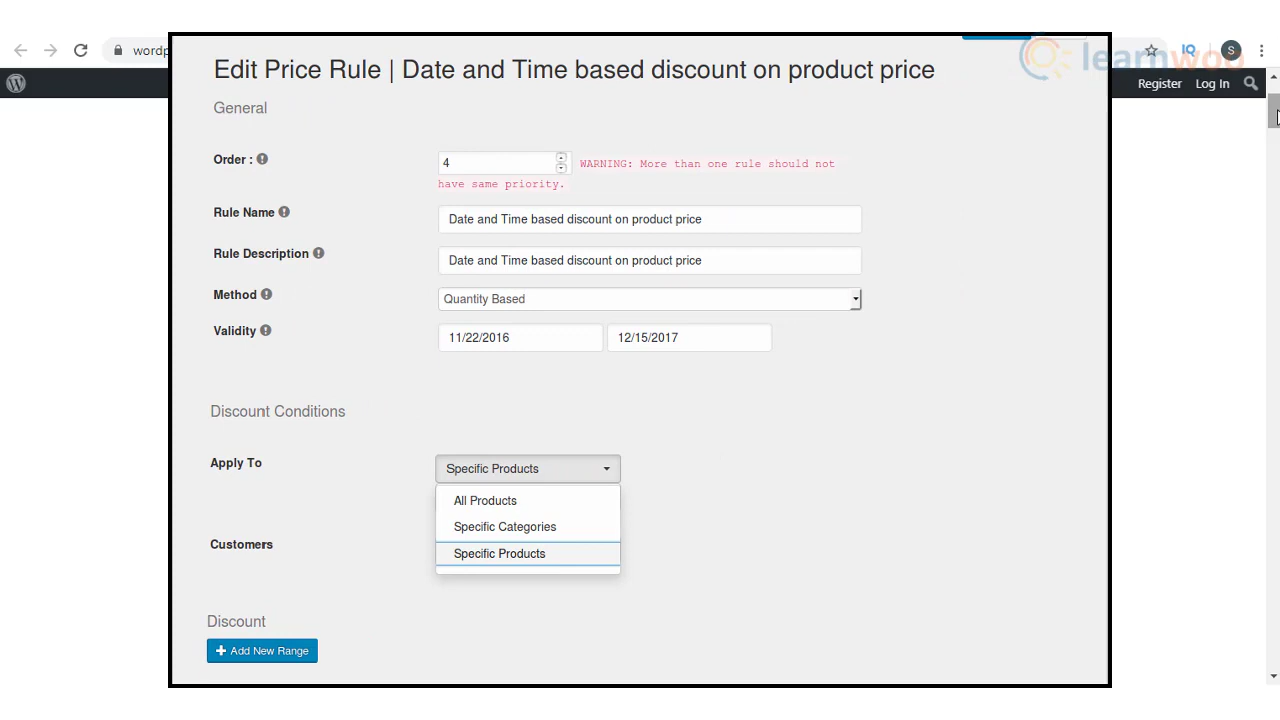 wordp
learnwoo
Register Log In
Edit Price Rule | Date and Time based discount on product price
General
Order : 4 WARNING: More than one rule should not
have same priority.
Rule Name Date and Time based discount on product price
Rule Description Date and Time based discount on product price
Method Quantity Based
Validity 11/22/2016 12/15/2017
Discount Conditions
Apply To Specific Products
All Products
Specific Categories
Customers
Specific Products
Discount
Add New Range